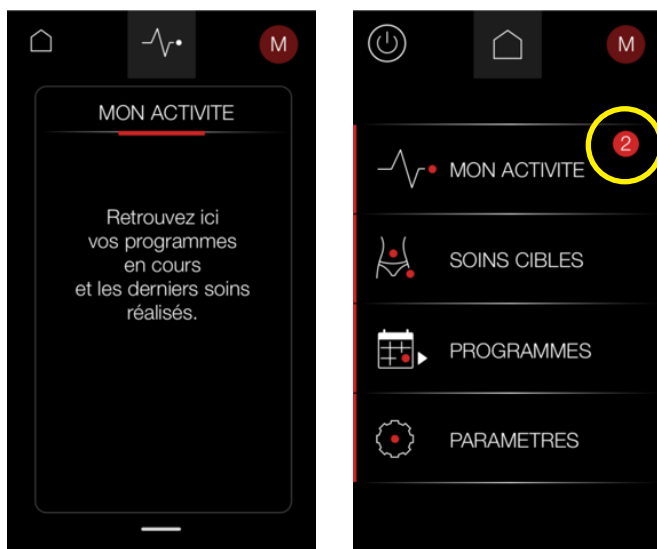 M
MON ACTIVITE
Retrouvez ici
vos programmes
en cours
et les derniers soins
réalisés.
M
2
MON ACTIVITE
SOINS CIBLES
PROGRAMMES
PARAMETRES